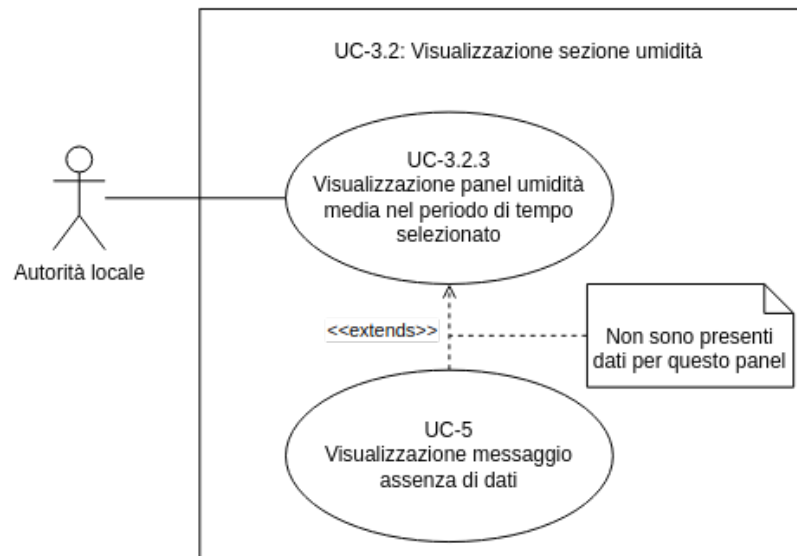 UC-3.2: Visualizzazione sezione umidità
UC-3.2.3
Visualizzazione panel umidità
media nel periodo di tempo
selezionato
Autorità locale
<<extends>>
Non sono presenti
dati per questo panel
UC-5
Visualizzazione messaggio
assenza di dati